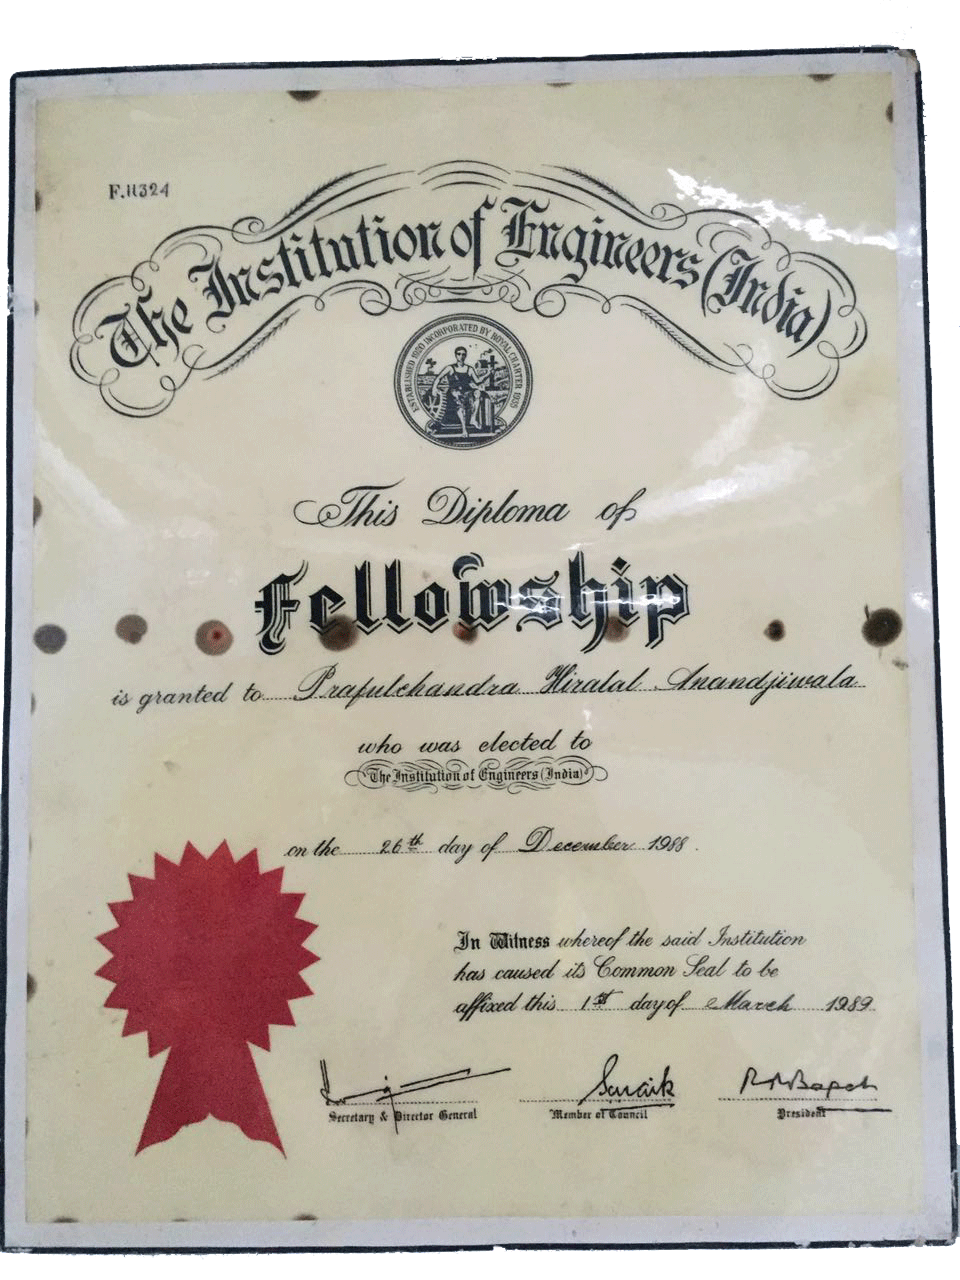 F.11324
The Institution of Engineers (India)
ESTABLISHED 1920 INCORPORATED BY ROYAL CHARTER 1935
This Diploma of
Fellowship
is granted to Prafulchandra Hiralal Anandjiwala
who was elected to
The Institution of Engineers (India)
on the 26th day of December 1988.
In Witness whereof the said Institution
has caused its Common Seal to be
affixed this 1st day of March 1989
R.N.Bapat
Secretary & Director General Member of Council President